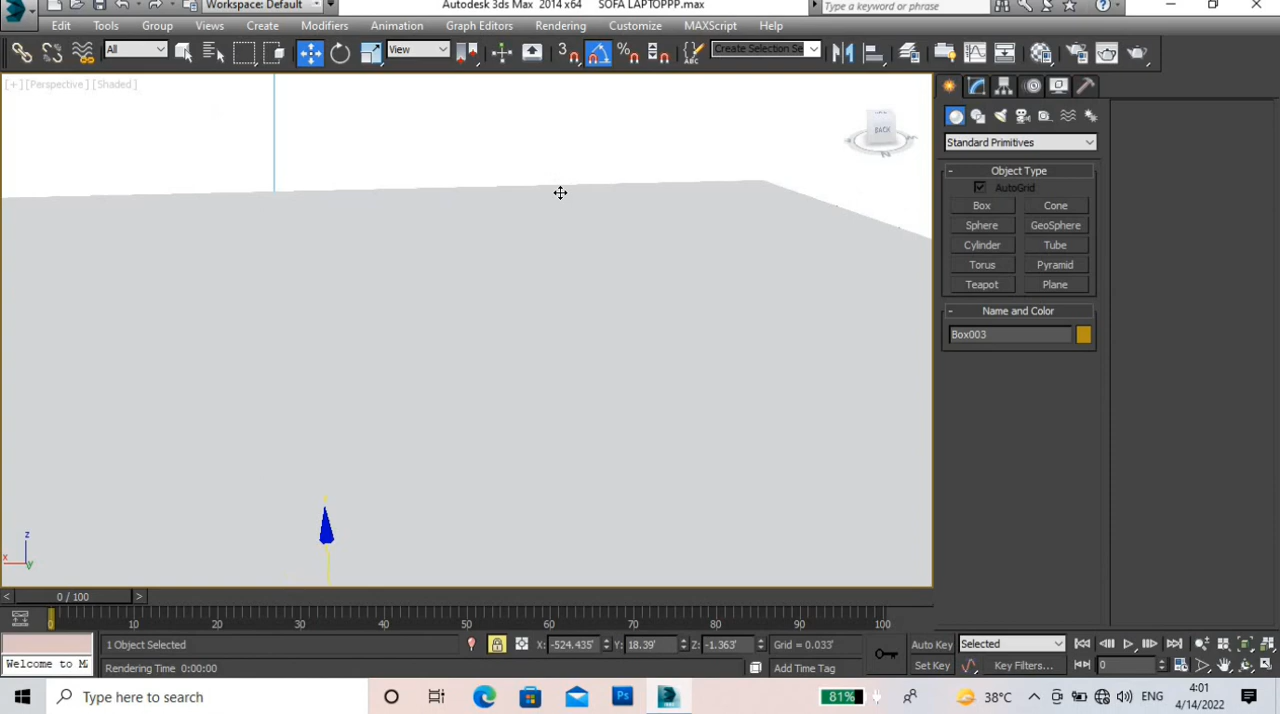 Workspace: Default
Autodesk 3ds Max 2014 x64 SOFA LAPTOPPP.max
Type a keyword or phrase
Edit Tools Group Views Create Modifiers Animation Graph Editors Rendering Customize MAXScript Help
All
View
3
Create Selection Se
[+] [Perspective] [Shaded]
BACK
Standard Primitives
- Object Type
AutoGrid
Box Cone
Sphere GeoSphere
Cylinder Tube
Torus Pyramid
Teapot Plane
- Name and Color
Box003
z
x
y
< 0 / 100 >
0 10 20 30 40 50 60 70 80 90 100
1 Object Selected
X: -524.435' Y: 18.39' Z: -1.363' Grid = 0.033'
Auto Key Selected
Welcome to M
Rendering Time 0:00:00
Add Time Tag
Set Key Key Filters... 0
Type here to search
Ps
81%
38°C
ENG
4:01
4/14/2022